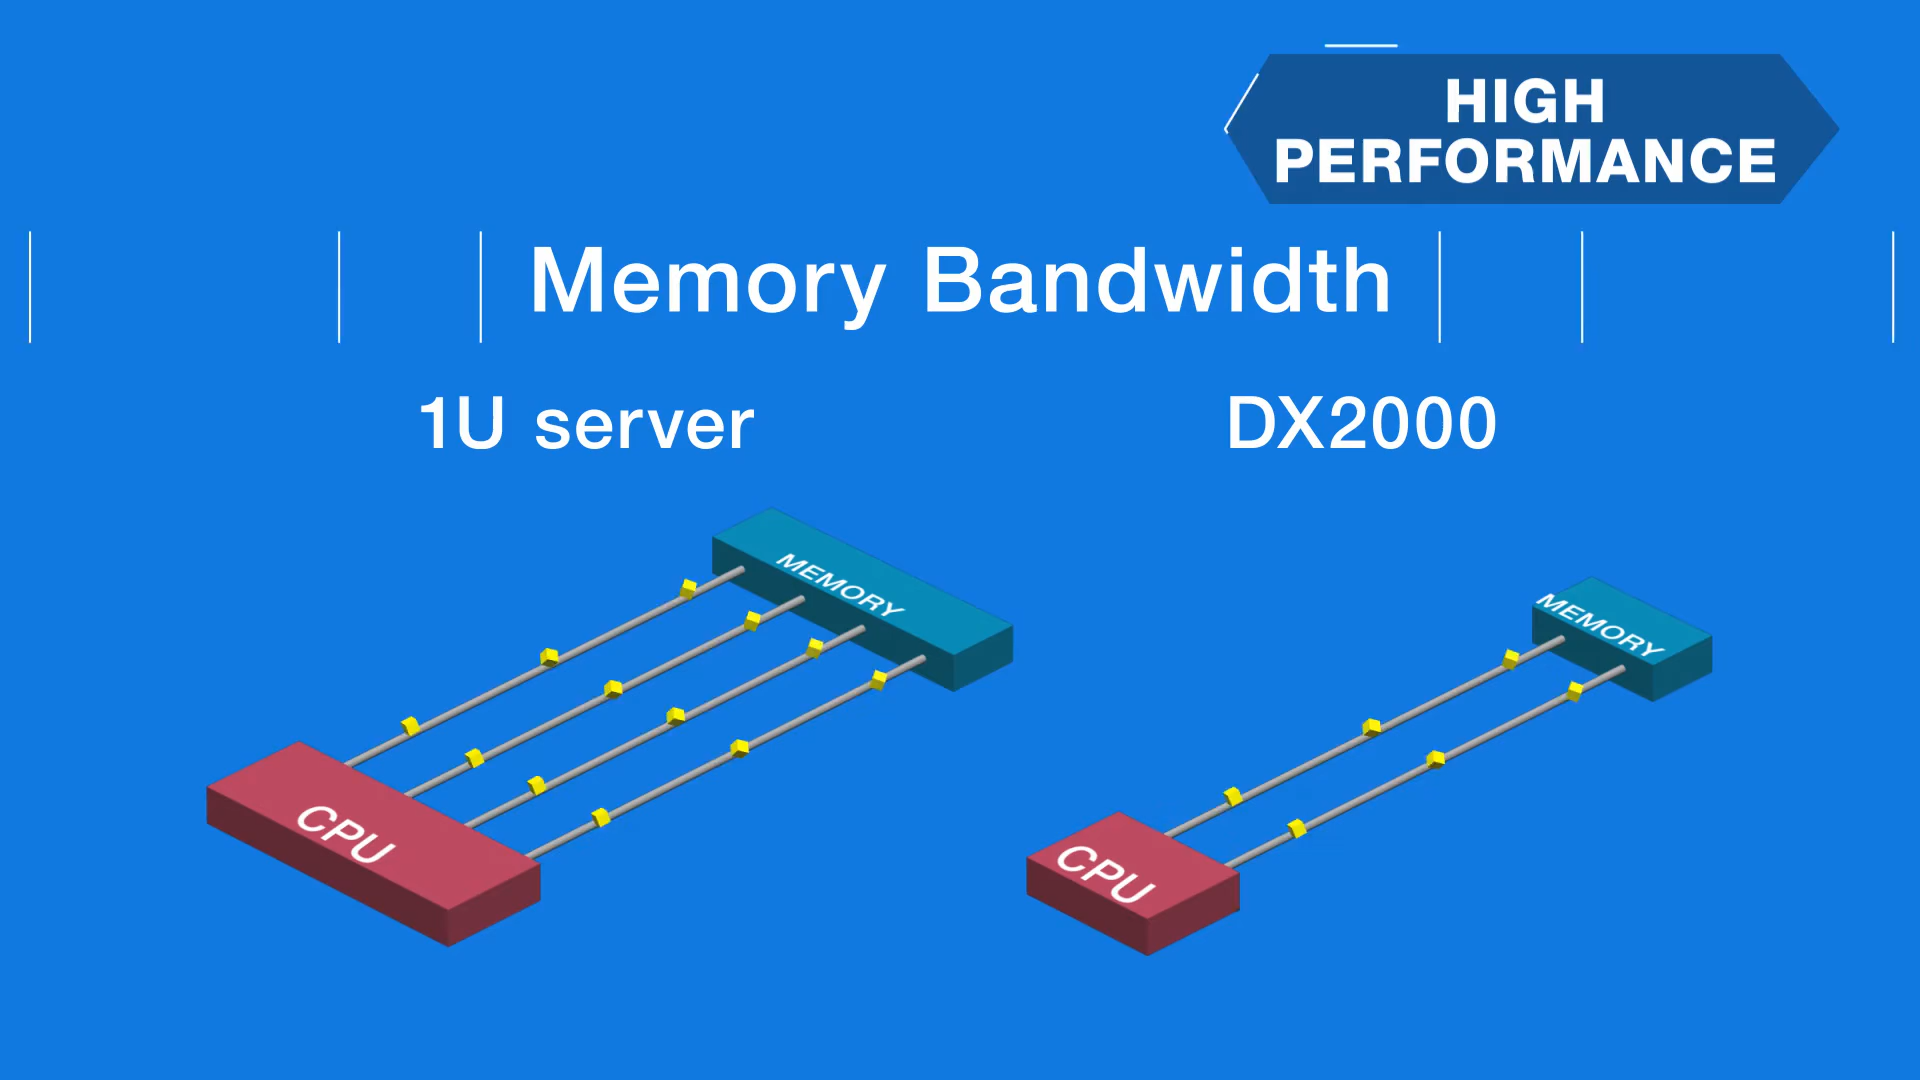 HIGH
PERFORMANCE
Memory Bandwidth
1U server
DX2000
MEMORY
MEMORY
CPU
CPU